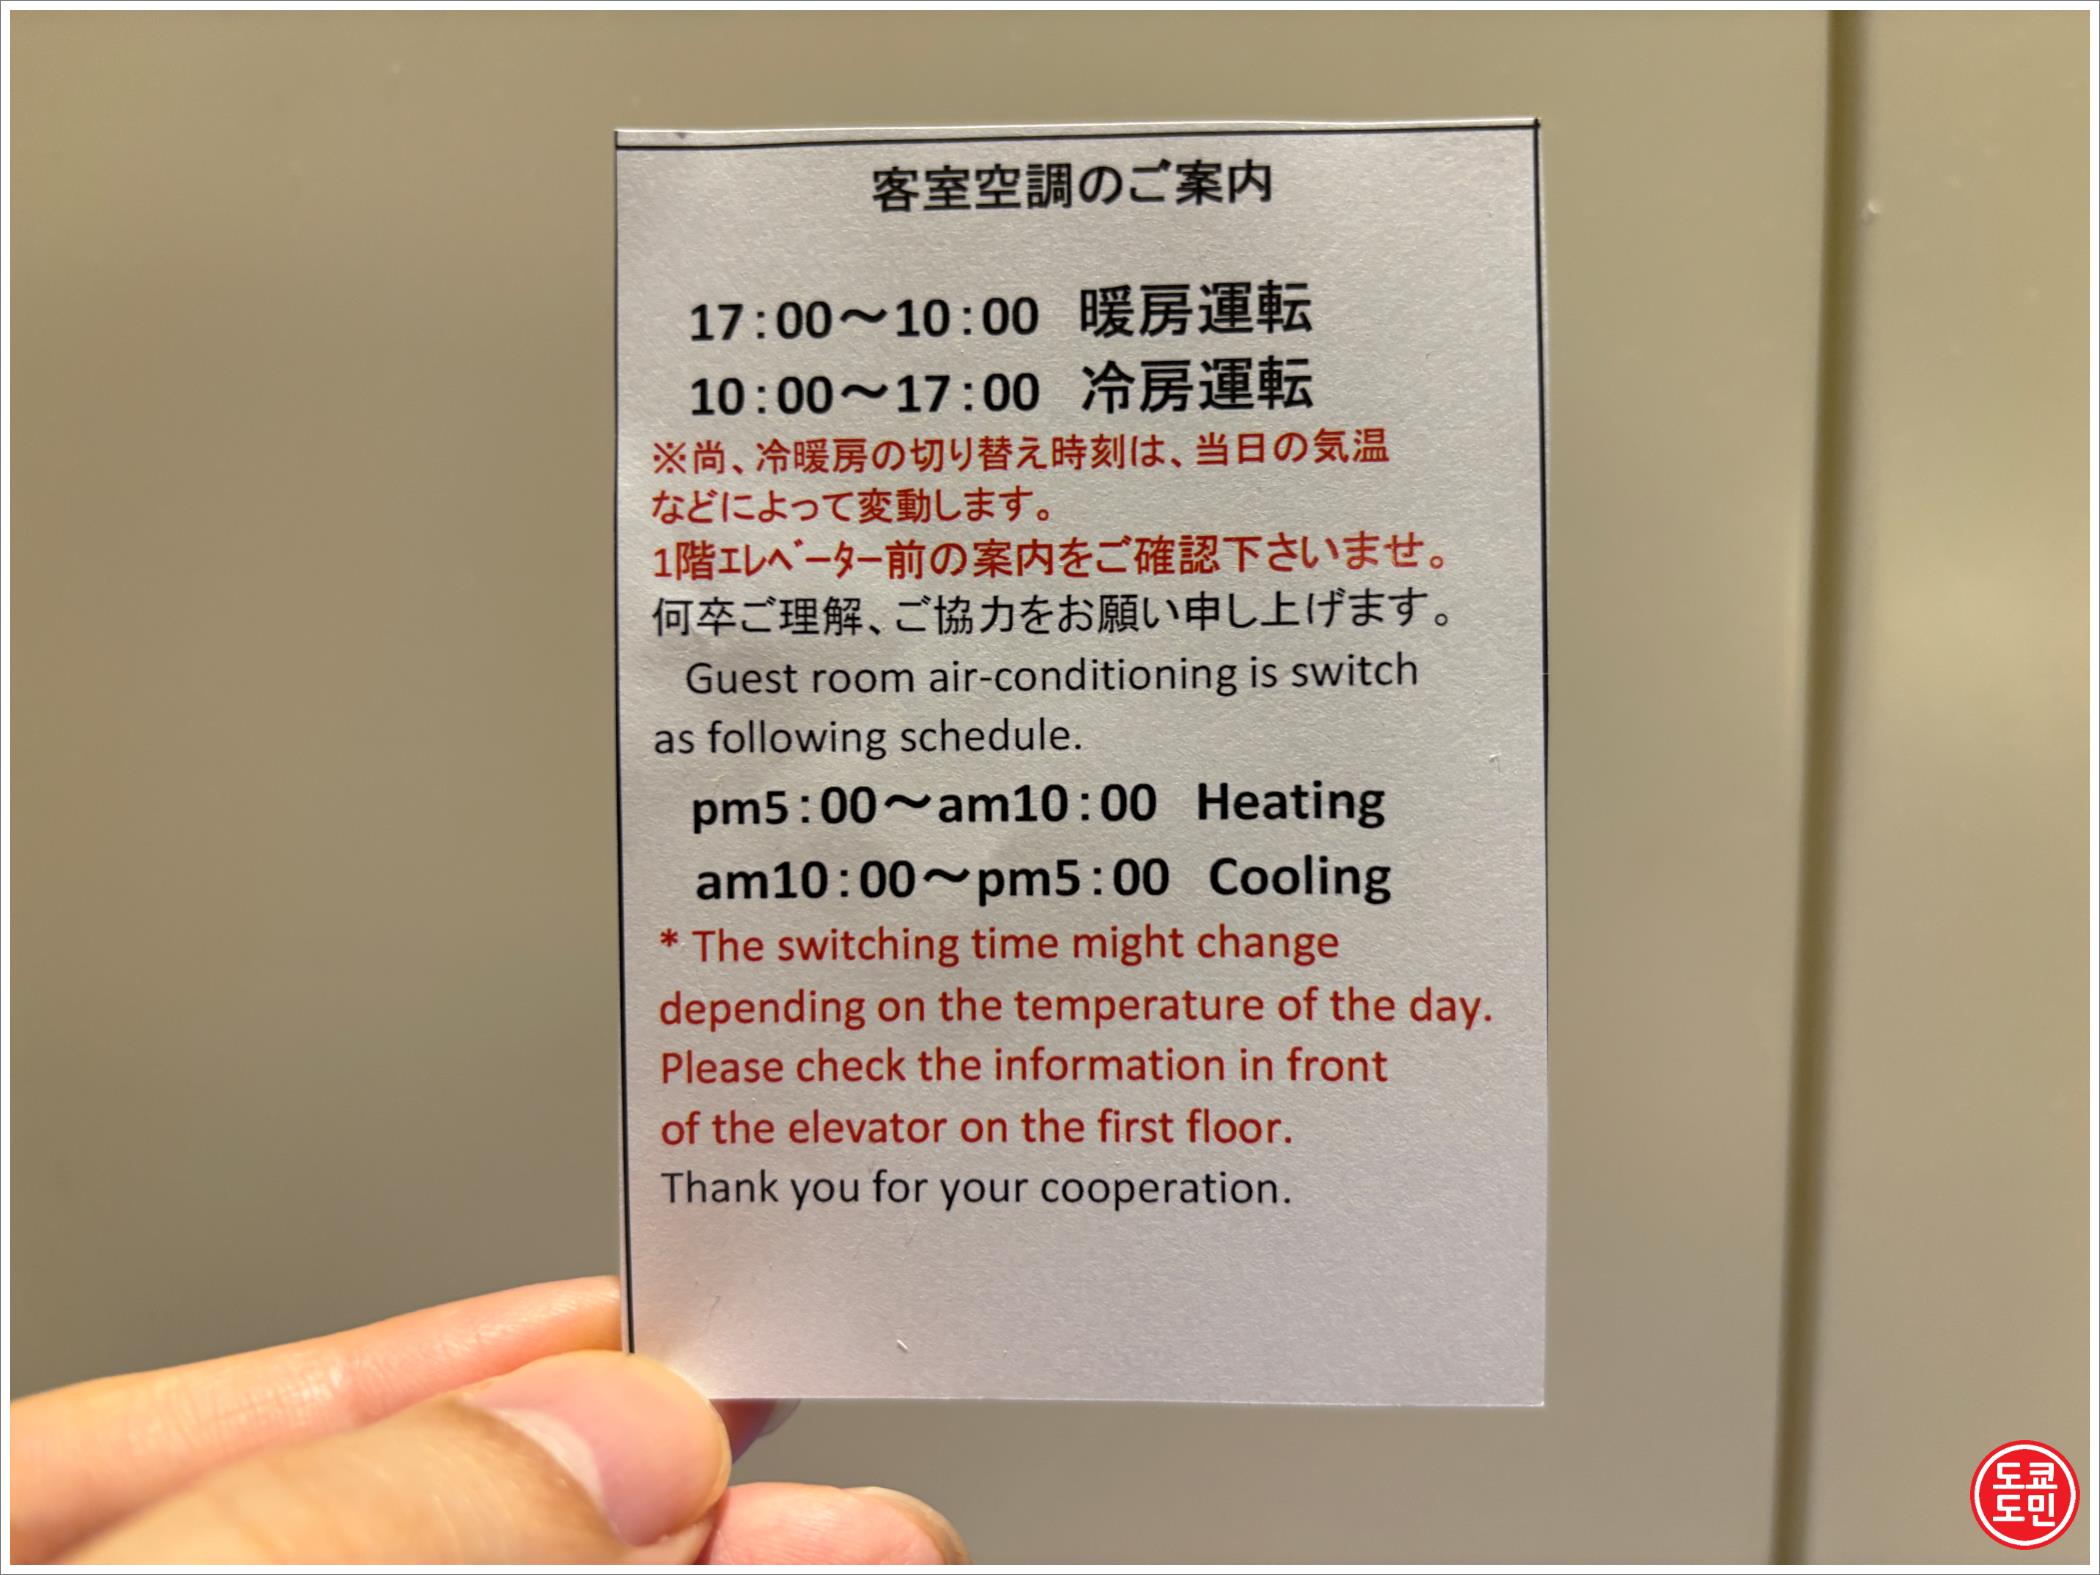 客室空調のご案内
17：00～10：00 暖房運転
10：00～17：00 冷房運転
※尚、冷暖房の切り替え時刻は、当日の気温
などによって変動します。
1階ｴﾚﾍﾞｰﾀｰ前の案内をご確認下さいませ。
何卒ご理解、ご協力をお願い申し上げます。
Guest room air-conditioning is switch
as following schedule.
pm5：00～am10：00 Heating
am10：00～pm5：00 Cooling
* The switching time might change
depending on the temperature of the day.
Please check the information in front
of the elevator on the first floor.
Thank you for your cooperation.
도쿄
도민